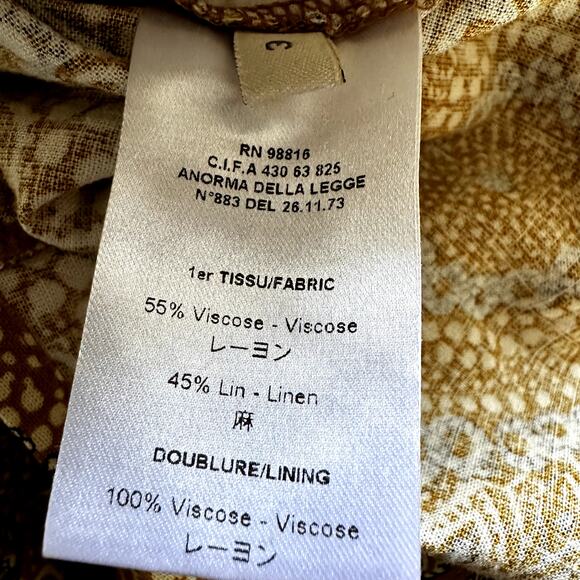 3
RN 98816
C.I.F.A 430 63 825
ANORMA DELLA LEGGE
N°883 DEL 26.11.73
1er TISSU/FABRIC
55% Viscose - Viscose
レーヨン
45% Lin - Linen
麻
DOUBLURE/LINING
100% Viscose - Viscose
レーヨン